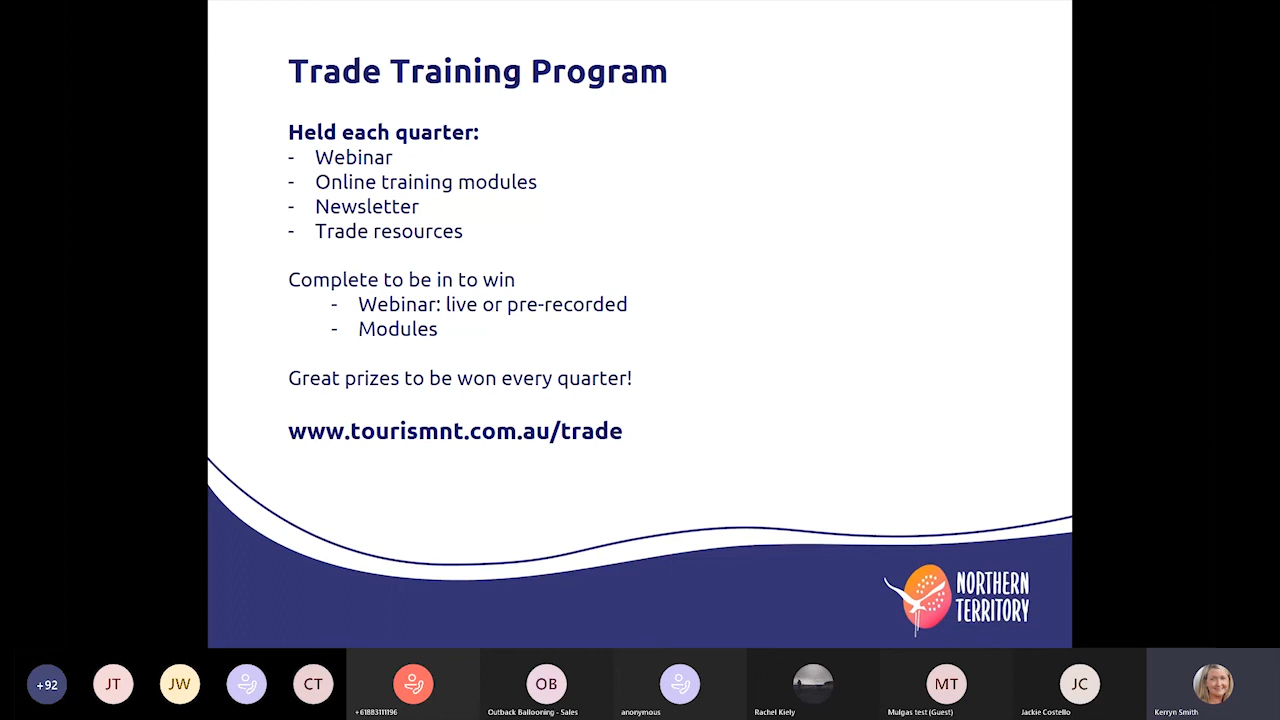 Trade Training Program
Held each quarter:
- Webinar
- Online training modules
- Newsletter
- Trade resources
Complete to be in to win
- Webinar: live or pre-recorded
- Modules
Great prizes to be won every quarter!
www.tourismnt.com.au/trade
NORTHERN
TERRITORY
+92
JT
JW
CT
OB
MT
JC
+61883111196
Outback Ballooning - Sales
anonymous
Rachel Kiely
Mulgas test (Guest)
Jackie Costello
Kerryn Smith